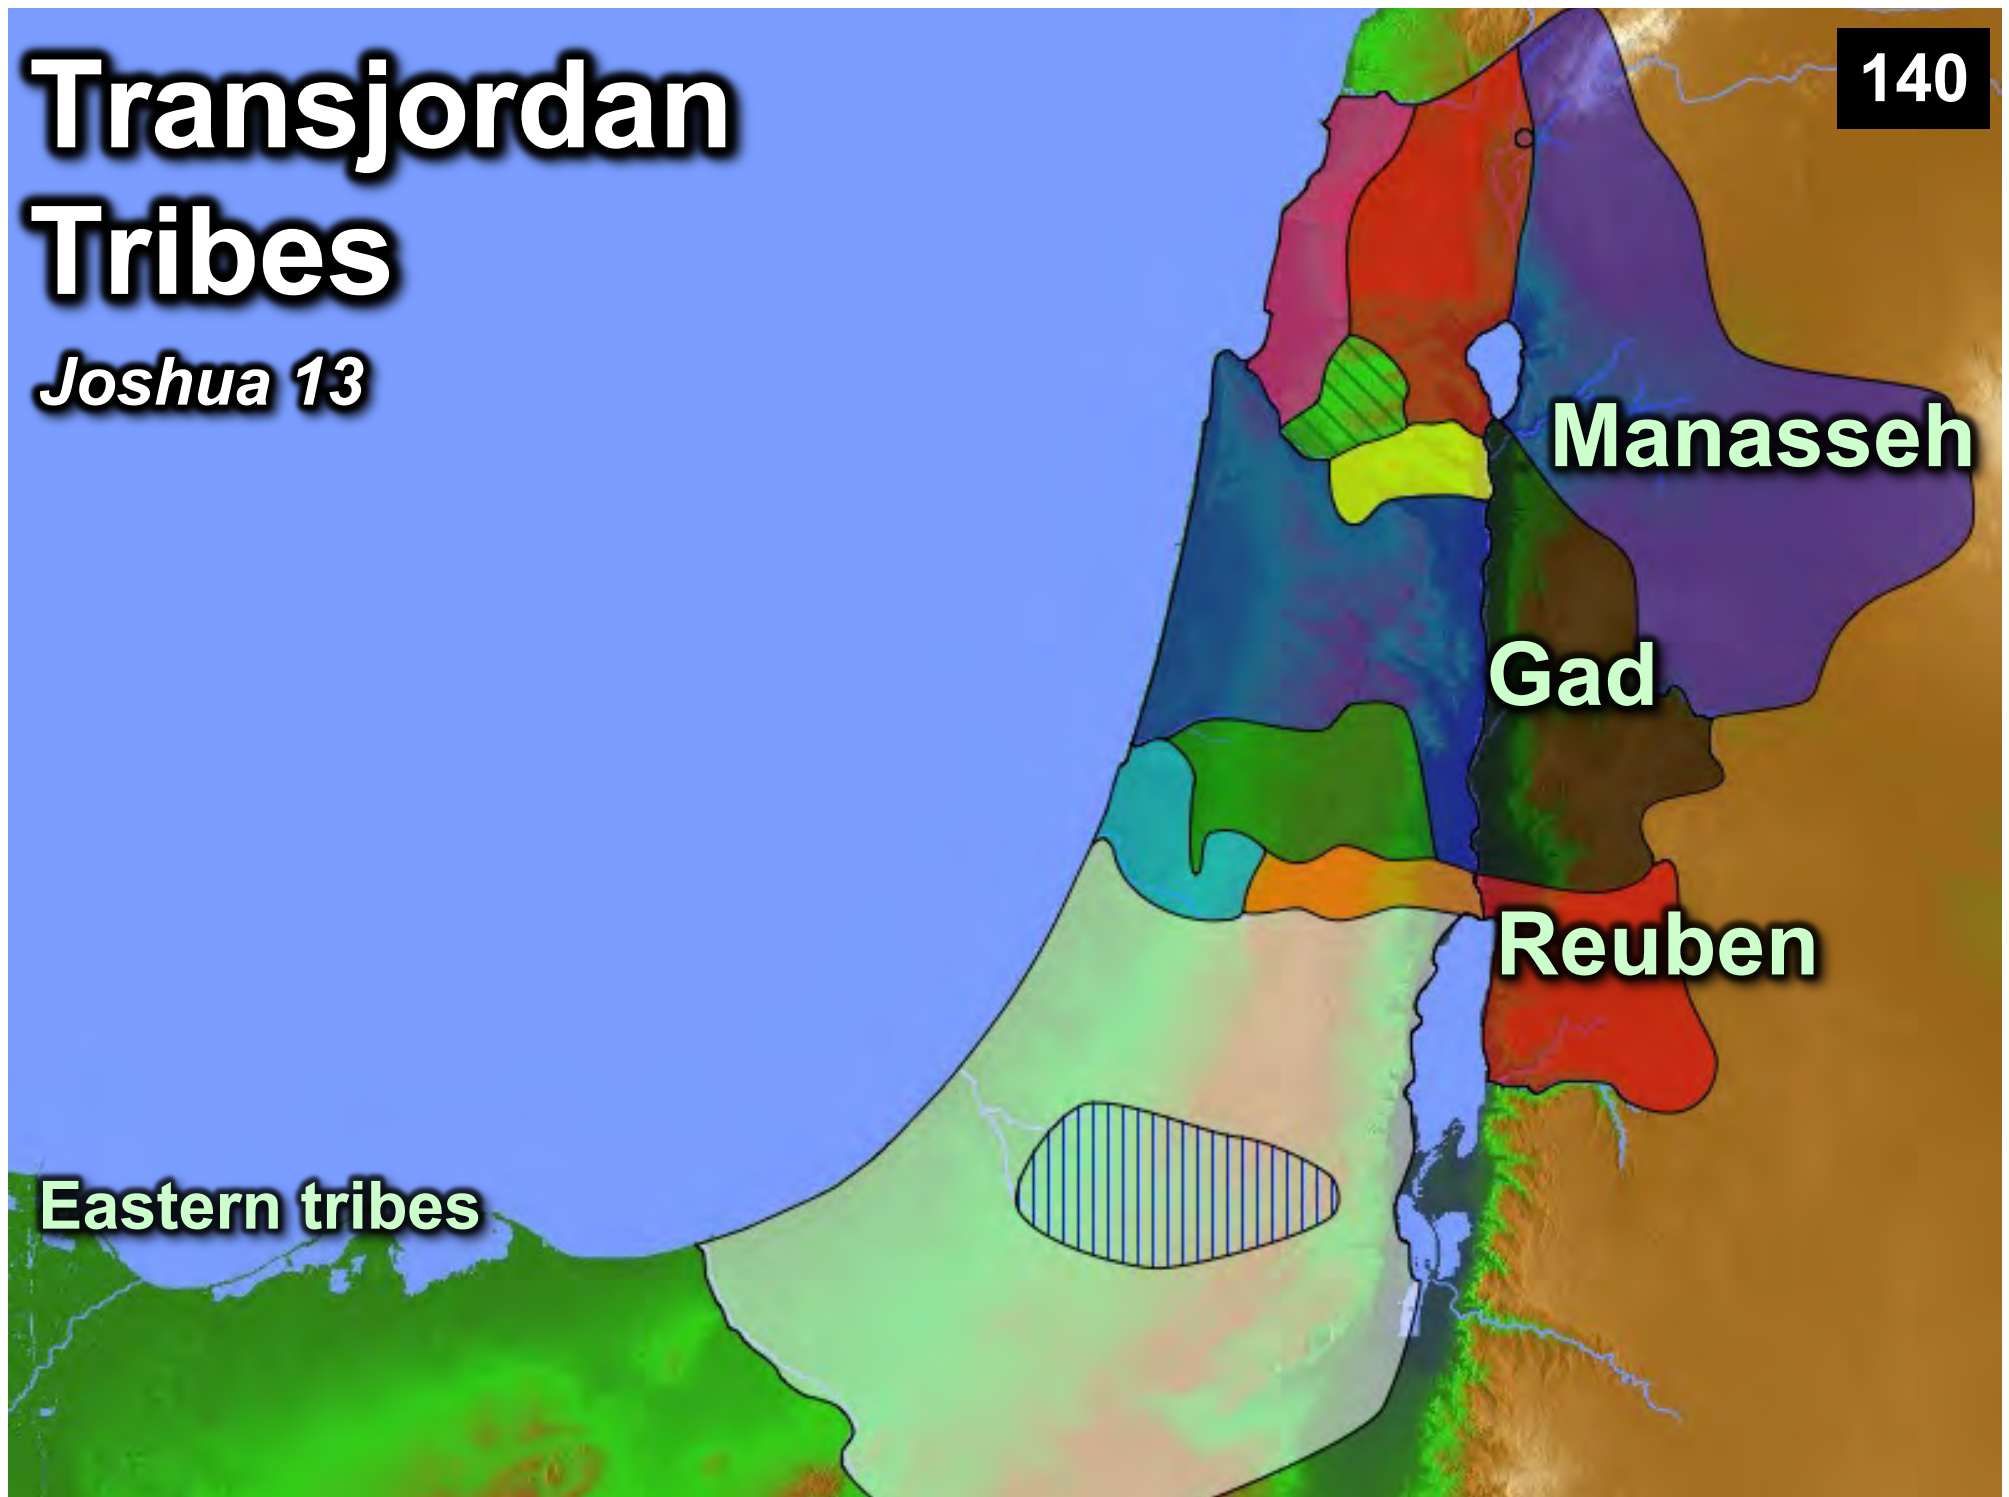 Transjordan
Tribes
Joshua 13
140
Manasseh
Gad
Reuben
Eastern tribes